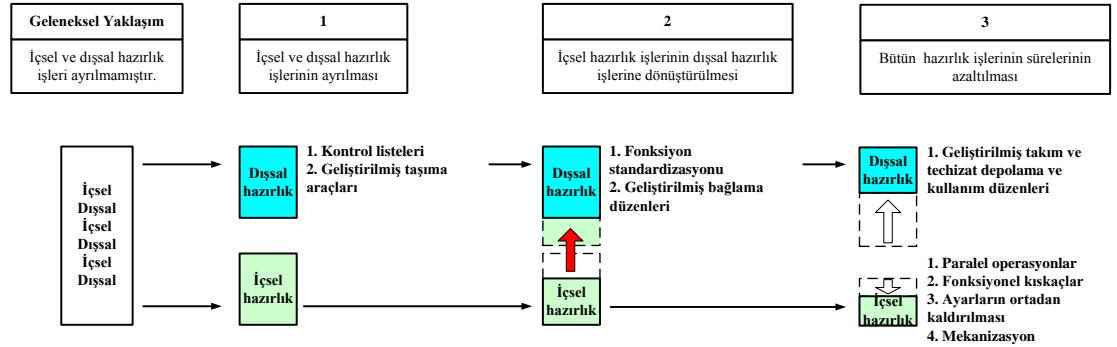 Geleneksel Yaklaşım
İçsel ve dışsal hazırlık
işleri ayrılmamıştır.
1
İçsel ve dışsal hazırlık
işlerinin ayrılması
2
İçsel hazırlık işlerinin dışsal hazırlık
işlerine dönüştürülmesi
3
Bütün hazırlık işlerinin sürelerinin
azaltılması
İçsel
Dışsal
İçsel
Dışsal
İçsel
Dışsal
Dışsal
hazırlık
1. Kontrol listeleri
2. Geliştirilmiş taşıma
araçları
İçsel
hazırlık
Dışsal
hazırlık
1. Fonksiyon
standardizasyonu
2. Geliştirilmiş bağlama
düzenleri
İçsel
hazırlık
Dışsal
hazırlık
1. Geliştirilmiş takım ve
techizat depolama ve
kullanım düzenleri
İçsel
hazırlık
1. Paralel operasyonlar
2. Fonksiyonel kıskaçlar
3. Ayarların ortadan
kaldırılması
4. Mekanizasyon